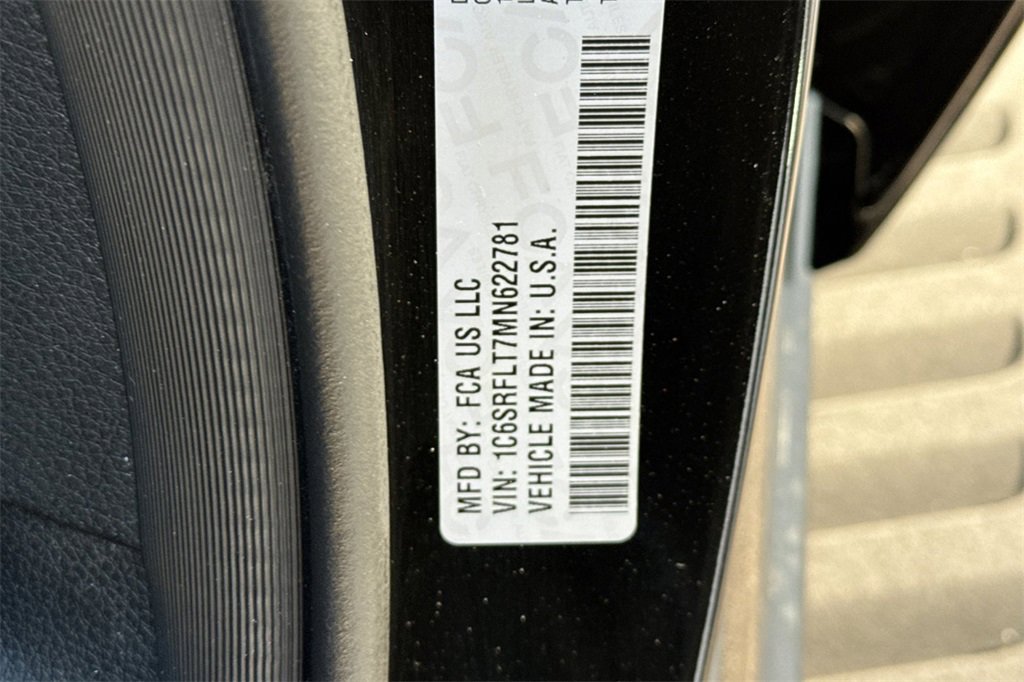 MFD BY: FCA US LLC
VIN: 1C6SRFLT7MN622781
VEHICLE MADE IN: U.S.A.